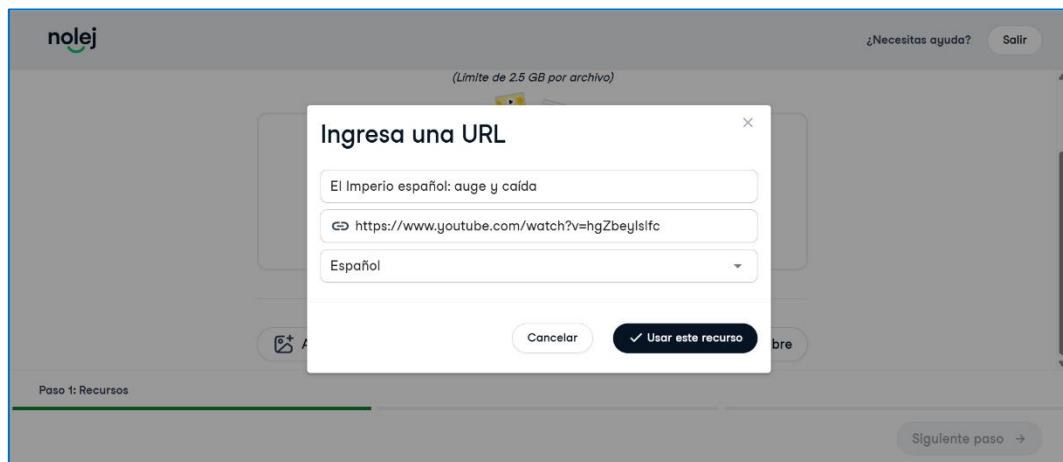 nolej
¿Necesitas ayuda? Salir
(Límite de 2.5 GB por archivo)
Ingresa una URL
El Imperio español: auge y caída
https://www.youtube.com/watch?v=hgZbeylslfc
Español
Cancelar Usar este recurso
Paso 1: Recursos
Siguiente paso →